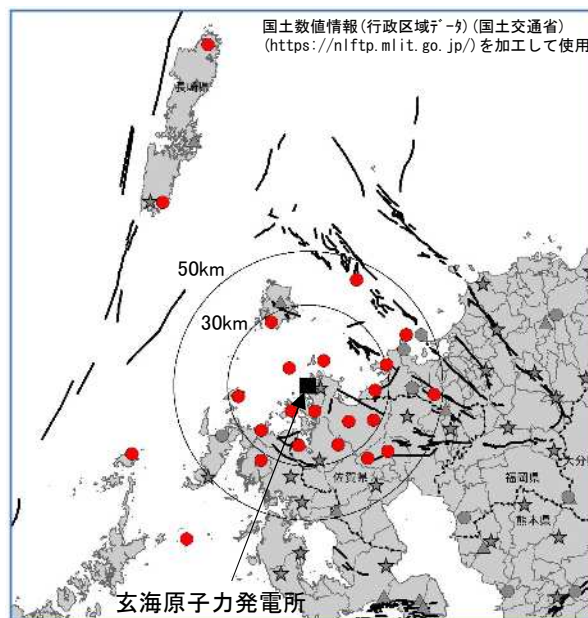 国土数値情報(行政区域ﾃﾞｰﾀ)(国土交通省)
(https://nlftp.mlit.go.jp/)を加工して使用
長崎県
50km
30km
佐賀県
大分
福岡県
熊本県
玄海原子力発電所